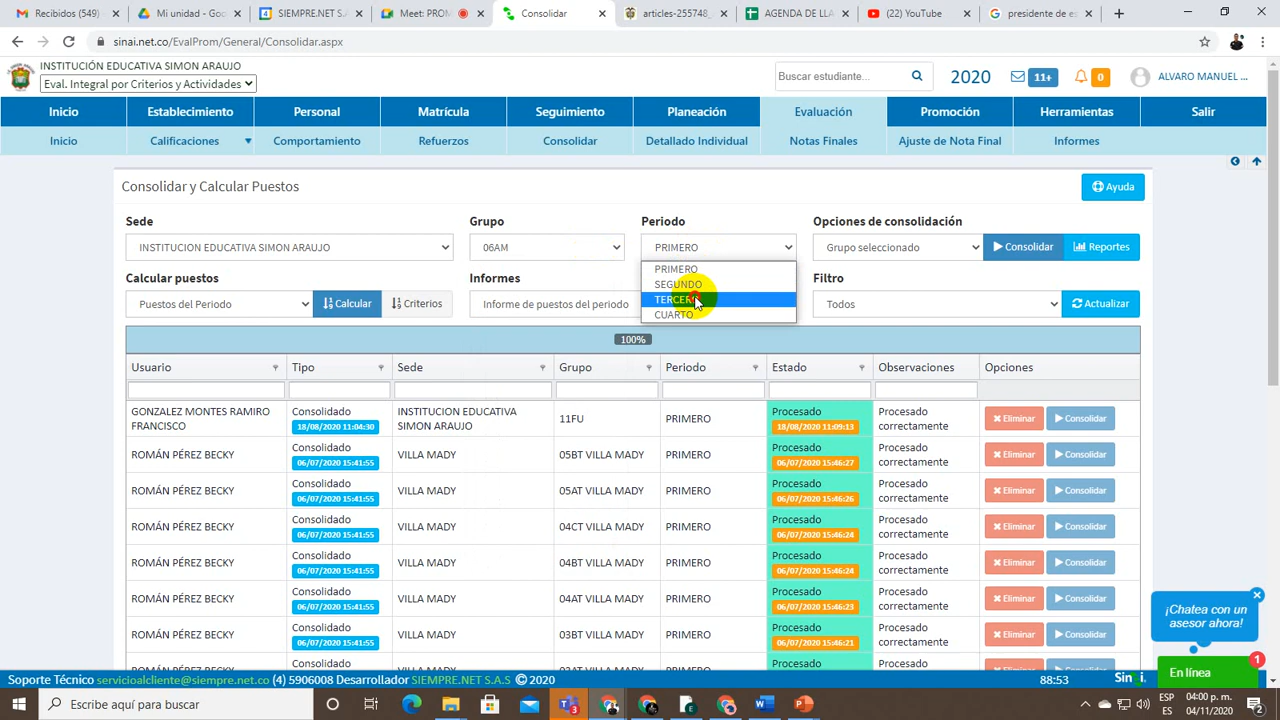 Recibidos (549)
Mi unidad - Goo
SIEMPRE.NET S.A.S
Meet: PROM
Consolidar
articles-255748_
AGENDA DE LLA
(22) YouTube
presidente de es
sinai.net.co/EvalProm/General/Consolidar.aspx
INSTITUCIÓN EDUCATIVA SIMON ARAUJO
Eval. Integral por Criterios y Actividades
Buscar estudiante...
2020
11+
0
ALVARO MANUEL ...
Inicio Establecimiento Personal Matrícula Seguimiento Planeación Evaluación Promoción Herramientas Salir
Inicio Calificaciones Comportamiento Refuerzos Consolidar Detallado Individual Notas Finales Ajuste de Nota Final Informes
Consolidar y Calcular Puestos
Ayuda
Sede Grupo Periodo Opciones de consolidación
INSTITUCION EDUCATIVA SIMON ARAUJO 06AM PRIMERO Grupo seleccionado Consolidar Reportes
PRIMERO
SEGUNDO
TERCERO
CUARTO
Calcular puestos Informes Filtro
Puestos del Periodo Calcular Criterios Informe de puestos del periodo Todos Actualizar
100%
Usuario Tipo Sede Grupo Periodo Estado Observaciones Opciones
GONZALEZ MONTES RAMIRO FRANCISCO Consolidado 18/08/2020 11:04:30 INSTITUCION EDUCATIVA SIMON ARAUJO 11FU PRIMERO Procesado 18/08/2020 11:09:13 Procesado correctamente Eliminar Consolidar
ROMÁN PÉREZ BECKY Consolidado 06/07/2020 15:41:55 VILLA MADY 05BT VILLA MADY PRIMERO Procesado 06/07/2020 15:46:27 Procesado correctamente Eliminar Consolidar
ROMÁN PÉREZ BECKY Consolidado 06/07/2020 15:41:55 VILLA MADY 05AT VILLA MADY PRIMERO Procesado 06/07/2020 15:46:26 Procesado correctamente Eliminar Consolidar
ROMÁN PÉREZ BECKY Consolidado 06/07/2020 15:41:55 VILLA MADY 04CT VILLA MADY PRIMERO Procesado 06/07/2020 15:46:24 Procesado correctamente Eliminar Consolidar
ROMÁN PÉREZ BECKY Consolidado 06/07/2020 15:41:55 VILLA MADY 04BT VILLA MADY PRIMERO Procesado 06/07/2020 15:46:24 Procesado correctamente Eliminar Consolidar
ROMÁN PÉREZ BECKY Consolidado 06/07/2020 15:41:55 VILLA MADY 04AT VILLA MADY PRIMERO Procesado 06/07/2020 15:46:23 Procesado correctamente Eliminar Consolidar
ROMÁN PÉREZ BECKY Consolidado 06/07/2020 15:41:55 VILLA MADY 03BT VILLA MADY PRIMERO Procesado 06/07/2020 15:46:21 Procesado correctamente Eliminar Consolidar
¡Chatea con un
asesor ahora!
En línea
1
Soporte Técnico servicioalcliente@siempre.net.co (4) 5906008 Desarrollador SIEMPRE.NET S.A.S © 2020
88:53
Escribe aquí para buscar
ESP
ES
04:00 p. m.
04/11/2020
2